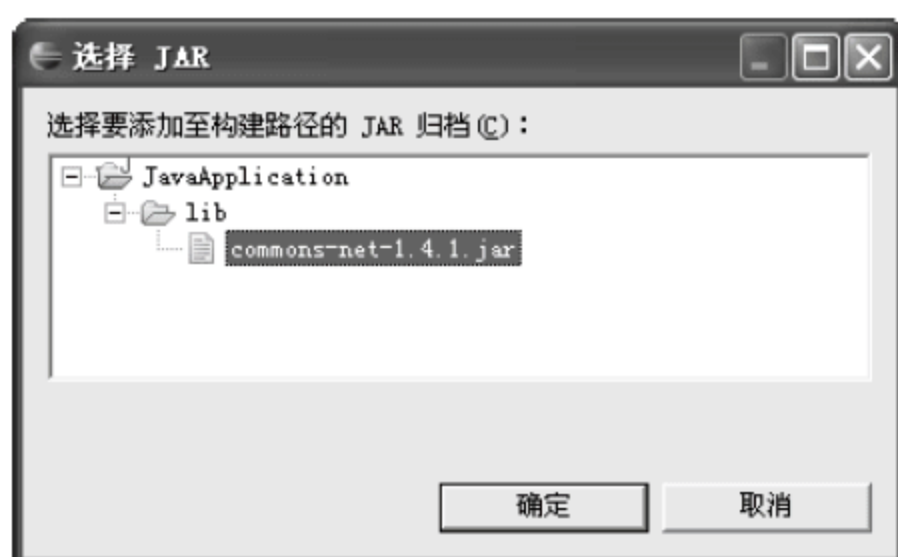 选择 JAR
选择要添加至构建路径的 JAR 归档(C):
JavaApplication
lib
commons-net-1.4.1.jar
确定 取消